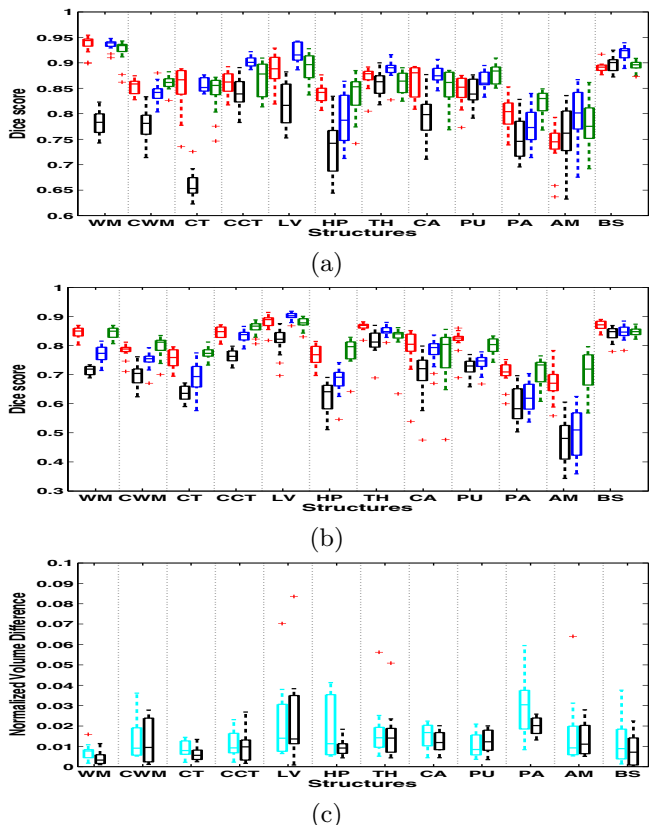 0.95
0.9
0.85
0.8
0.75
0.7
0.65
0.6
Dice score
WM CWM CT CCT LV HP TH CA PU PA AM BS
Structures
(a)
1
0.9
0.8
0.7
0.6
0.5
0.4
0.3
Dice score
WM CWM CT CCT LV HP TH CA PU PA AM BS
Structures
(b)
0.1
0.09
0.08
0.07
0.06
0.05
0.04
0.03
0.02
0.01
0
Normalized Volume Difference
WM CWM CT CCT LV HP TH CA PU PA AM BS
Structures
(c)